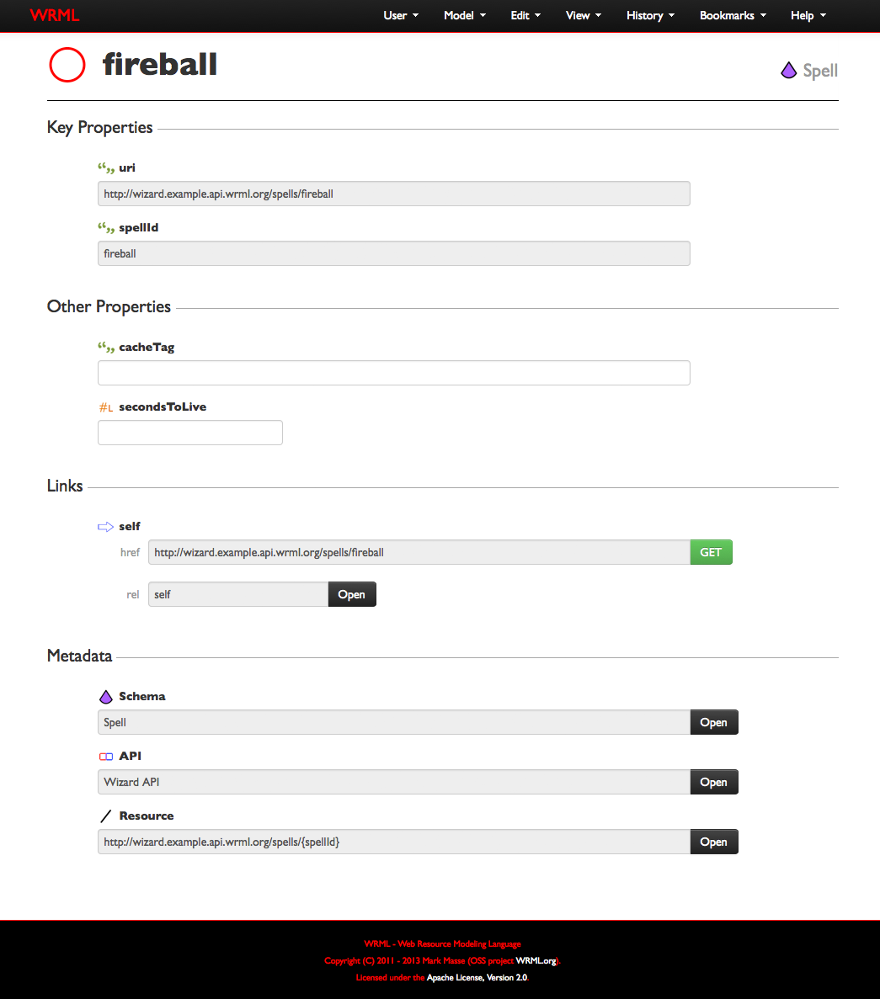 WRML User Model Edit View History Bookmarks Help
fireball
Spell
Key Properties
“,, uri
http://wizard.example.api.wrml.org/spells/fireball
“,, spellId
fireball
Other Properties
“,, cacheTag
#L secondsToLive
Links
self
href http://wizard.example.api.wrml.org/spells/fireball GET
rel self Open
Metadata
Schema
Spell Open
API
Wizard API Open
Resource
http://wizard.example.api.wrml.org/spells/{spellId} Open
WRML - Web Resource Modeling Language
Copyright (C) 2011 - 2013 Mark Masse (OSS project WRML.org).
Licensed under the Apache License, Version 2.0.